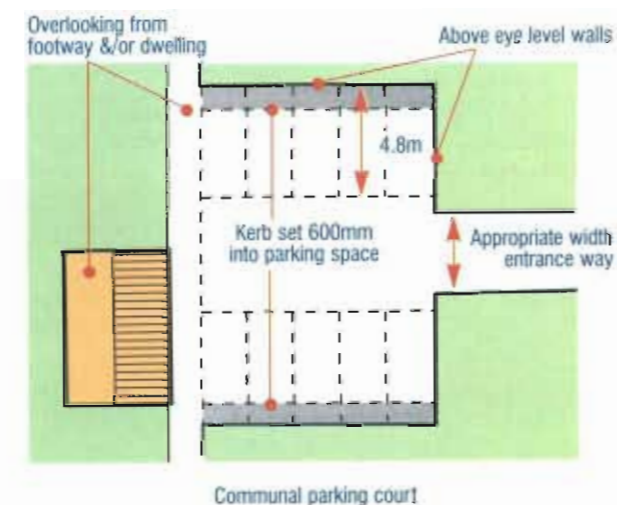 Overlooking from
footway &/or dwelling
Above eye level walls
4.8m
Kerb set 600mm
into parking space
Appropriate width
entrance way
Communal parking court